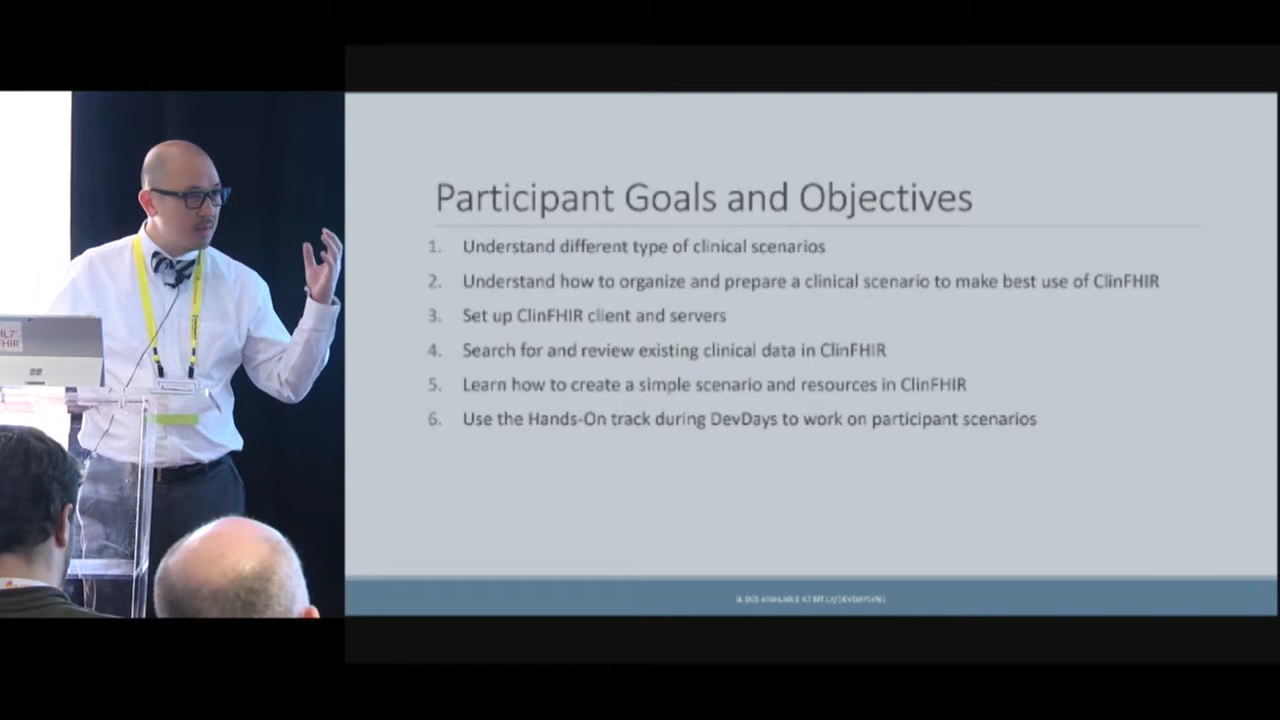 Participant Goals and Objectives
1. Understand different type of clinical scenarios
2. Understand how to organize and prepare a clinical scenario to make best use of ClinFHIR
3. Set up ClinFHIR client and servers
4. Search for and review existing clinical data in ClinFHIR
5. Learn how to create a simple scenario and resources in ClinFHIR
6. Use the Hands-On track during DevDays to work on participant scenarios
SLIDES AVAILABLE AT
HL7
FHIR